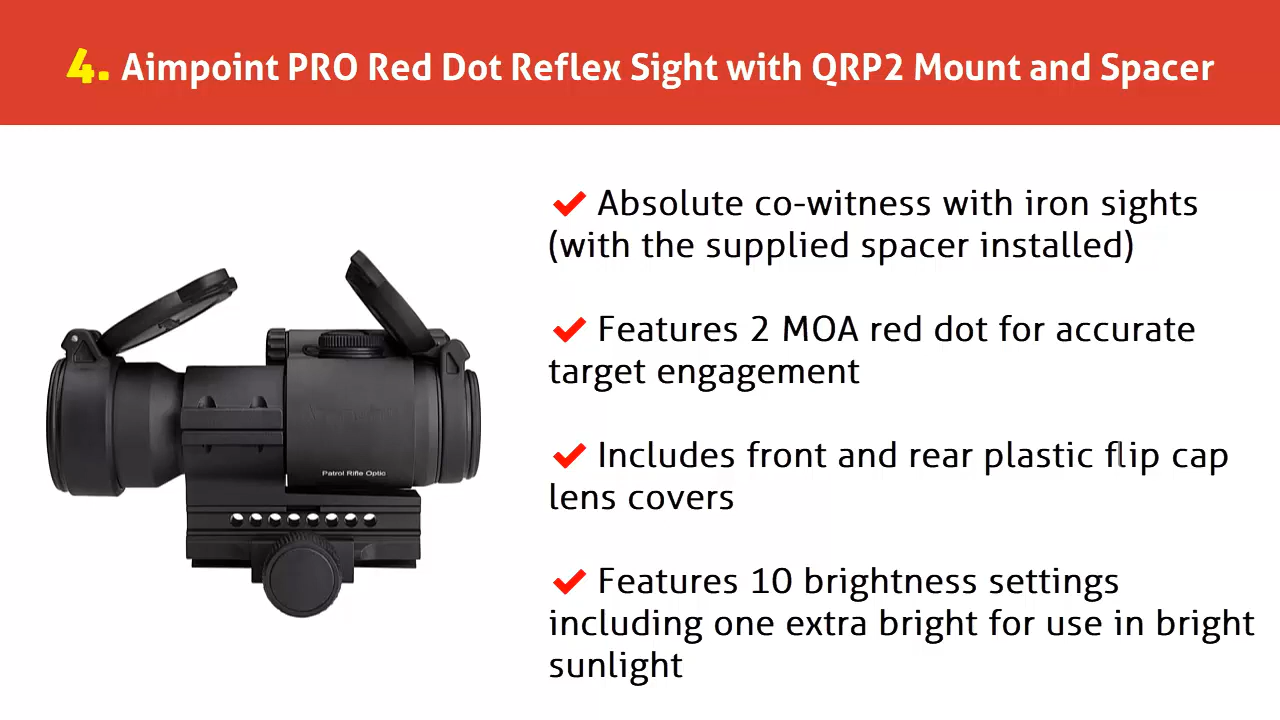 4. Aimpoint PRO Red Dot Reflex Sight with QRP2 Mount and Spacer
✔ Absolute co-witness with iron sights
(with the supplied spacer installed)
✔ Features 2 MOA red dot for accurate
target engagement
✔ Includes front and rear plastic flip cap
lens covers
✔ Features 10 brightness settings
including one extra bright for use in bright
sunlight
Aimpoint
Patrol Rifle Optic